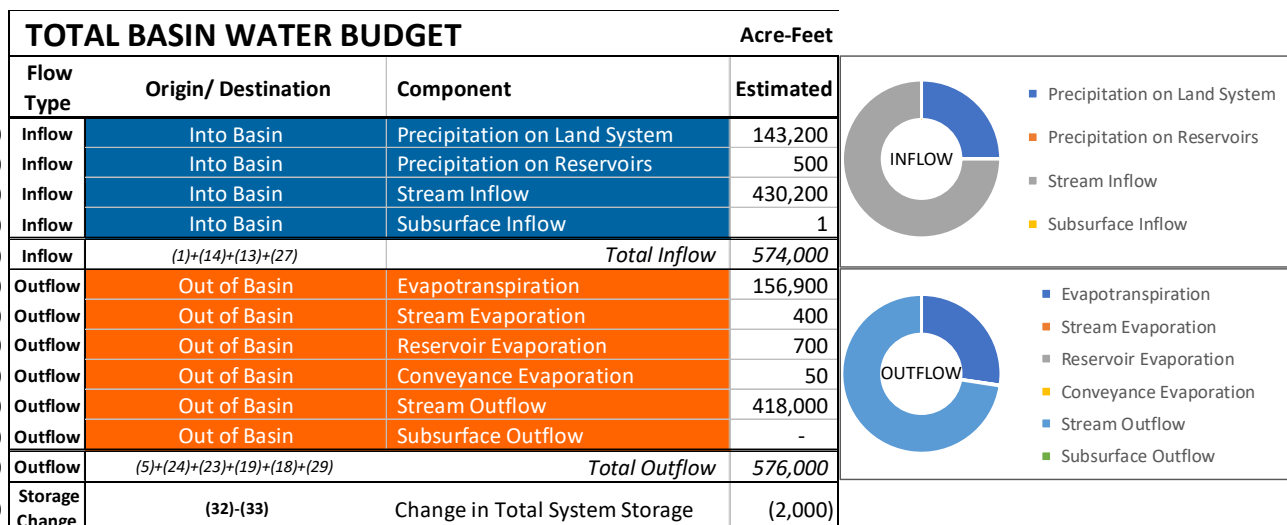 TOTAL BASIN WATER BUDGET Acre-Feet
Flow Type Origin/ Destination Component Estimated
Inflow Into Basin Precipitation on Land System 143,200
Inflow Into Basin Precipitation on Reservoirs 500
Inflow Into Basin Stream Inflow 430,200
Inflow Into Basin Subsurface Inflow 1
Inflow (1)+(14)+(13)+(27) Total Inflow 574,000
Outflow Out of Basin Evapotranspiration 156,900
Outflow Out of Basin Stream Evaporation 400
Outflow Out of Basin Reservoir Evaporation 700
Outflow Out of Basin Conveyance Evaporation 50
Outflow Out of Basin Stream Outflow 418,000
Outflow Out of Basin Subsurface Outflow -
Outflow (5)+(24)+(23)+(19)+(18)+(29) Total Outflow 576,000
Storage Change (32)-(33) Change in Total System Storage (2,000)
INFLOW
Precipitation on Land System
Precipitation on Reservoirs
Stream Inflow
Subsurface Inflow
OUTFLOW
Evapotranspiration
Stream Evaporation
Reservoir Evaporation
Conveyance Evaporation
Stream Outflow
Subsurface Outflow